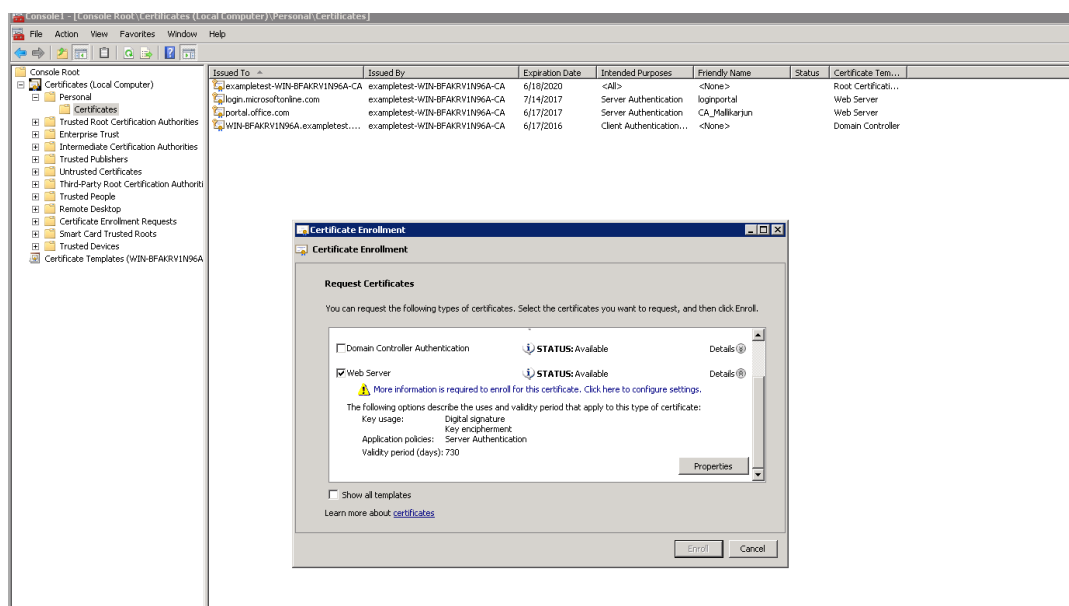 Console1 - [Console Root\Certificates (Local Computer)\Personal\Certificates]
File Action View Favorites Window Help
Console Root
Certificates (Local Computer)
Personal
Certificates
Trusted Root Certification Authorities
Enterprise Trust
Intermediate Certification Authorities
Trusted Publishers
Untrusted Certificates
Third-Party Root Certification Authoriti
Trusted People
Remote Desktop
Certificate Enrollment Requests
Smart Card Trusted Roots
Trusted Devices
Certificate Templates (WIN-BFAKRV1N96A
Issued To Issued By Expiration Date Intended Purposes Friendly Name Status Certificate Tem...
exampletest-WIN-BFAKRV1N96A-CA exampletest-WIN-BFAKRV1N96A-CA 6/18/2020 <All> <None> Root Certificati...
login.microsoftonline.com exampletest-WIN-BFAKRV1N96A-CA 7/14/2017 Server Authentication loginportal Web Server
portal.office.com exampletest-WIN-BFAKRV1N96A-CA 6/17/2017 Server Authentication CA_Mallikarjun Web Server
WIN-BFAKRV1N96A.exampletest.... exampletest-WIN-BFAKRV1N96A-CA 6/17/2016 Client Authentication... <None> Domain Controller
Certificate Enrollment
Certificate Enrollment
Request Certificates
You can request the following types of certificates. Select the certificates you want to request, and then click Enroll.
Domain Controller Authentication STATUS: Available Details
Web Server STATUS: Available Details
More information is required to enroll for this certificate. Click here to configure settings.
The following options describe the uses and validity period that apply to this type of certificate:
Key usage: Digital signature
Key encipherment
Application policies: Server Authentication
Validity period (days): 730
Properties
Show all templates
Learn more about certificates
Enroll Cancel